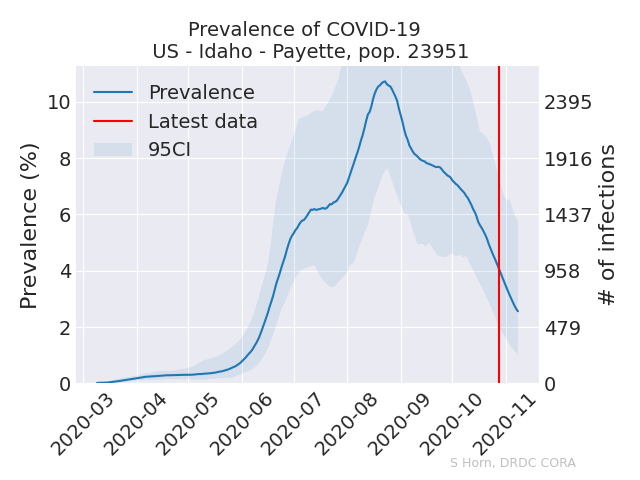 Prevalence of COVID-19
US - Idaho - Payette, pop. 23951
Prevalence
Latest data
95CI
Prevalence (%)
10
8
6
4
2
0
2395
1916
1437
958
479
0
# of infections
2020-03
2020-04
2020-05
2020-06
2020-07
2020-08
2020-09
2020-10
2020-11
S Horn, DRDC CORA